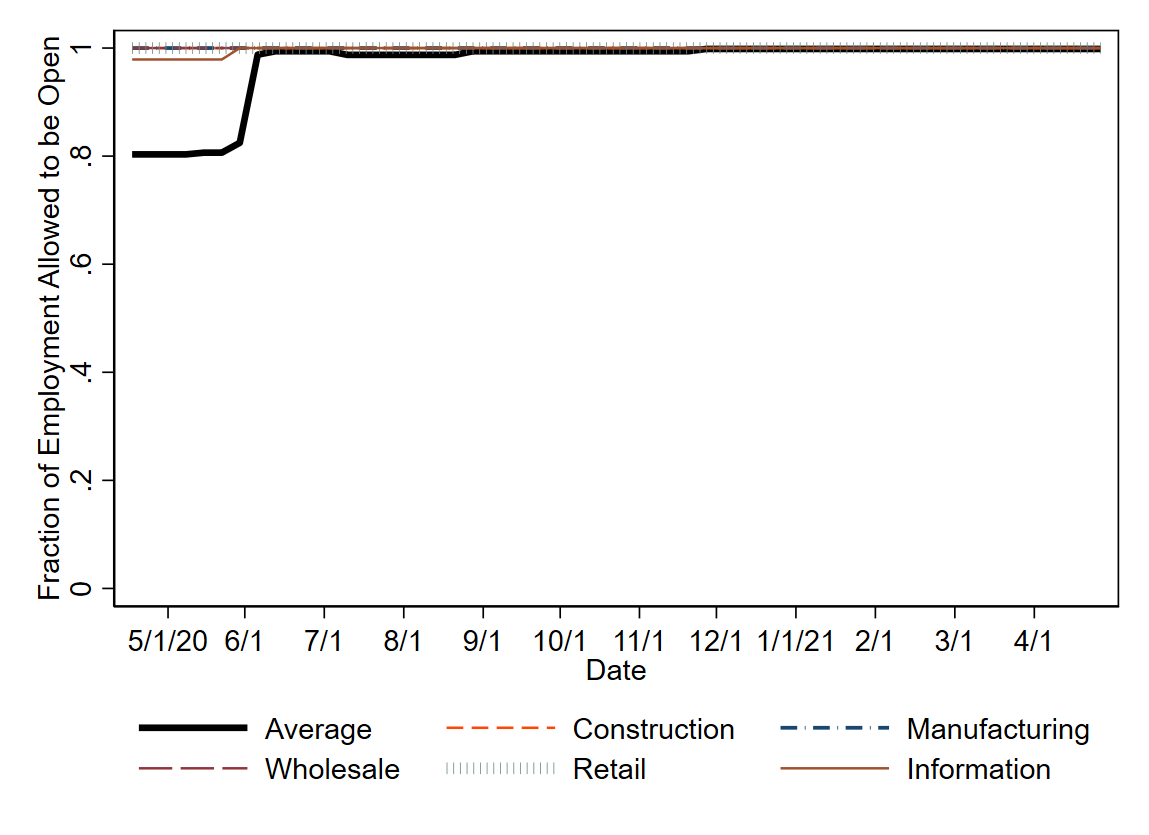 Fraction of Employment Allowed to be Open
1
.8
.6
.4
.2
0
5/1/20 6/1 7/1 8/1 9/1 10/1 11/1 12/1 1/1/21 2/1 3/1 4/1
Date
Average Construction Manufacturing
Wholesale Retail Information